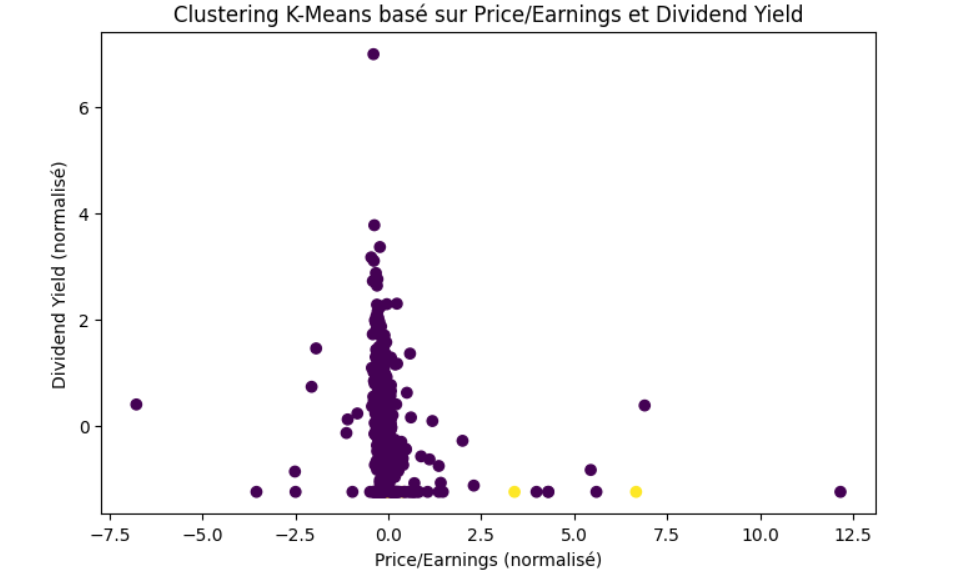 Clustering K-Means basé sur Price/Earnings et Dividend Yield
Dividend Yield (normalisé)
6
4
2
0
−7.5 −5.0 −2.5 0.0 2.5 5.0 7.5 10.0 12.5
Price/Earnings (normalisé)